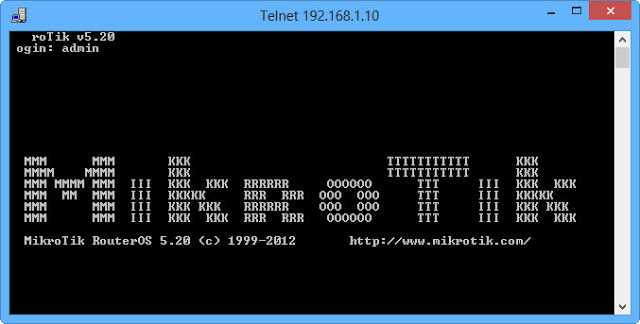 Telnet 192.168.1.10
roTik v5.20
ogin: admin
MMM       MMM       KKK                          TTTTTTTTTTT      KKK
MMMM     MMMM       KKK                          TTTTTTTTTTT      KKK
MMM MMMM MMM  III  KKK  KKK  RRRRRR     OOOOOO      TTT     III  KKK  KKK
MMM  MM  MMM  III  KKKKK     RRR  RRR  OOO  OOO     TTT     III  KKKKK
MMM      MMM  III  KKK KKK   RRRRRR    OOO  OOO     TTT     III  KKK KKK
MMM      MMM  III  KKK  KKK  RRR  RRR   OOOOOO      TTT     III  KKK  KKK
MikroTik RouterOS 5.20 (c) 1999-2012       http://www.mikrotik.com/